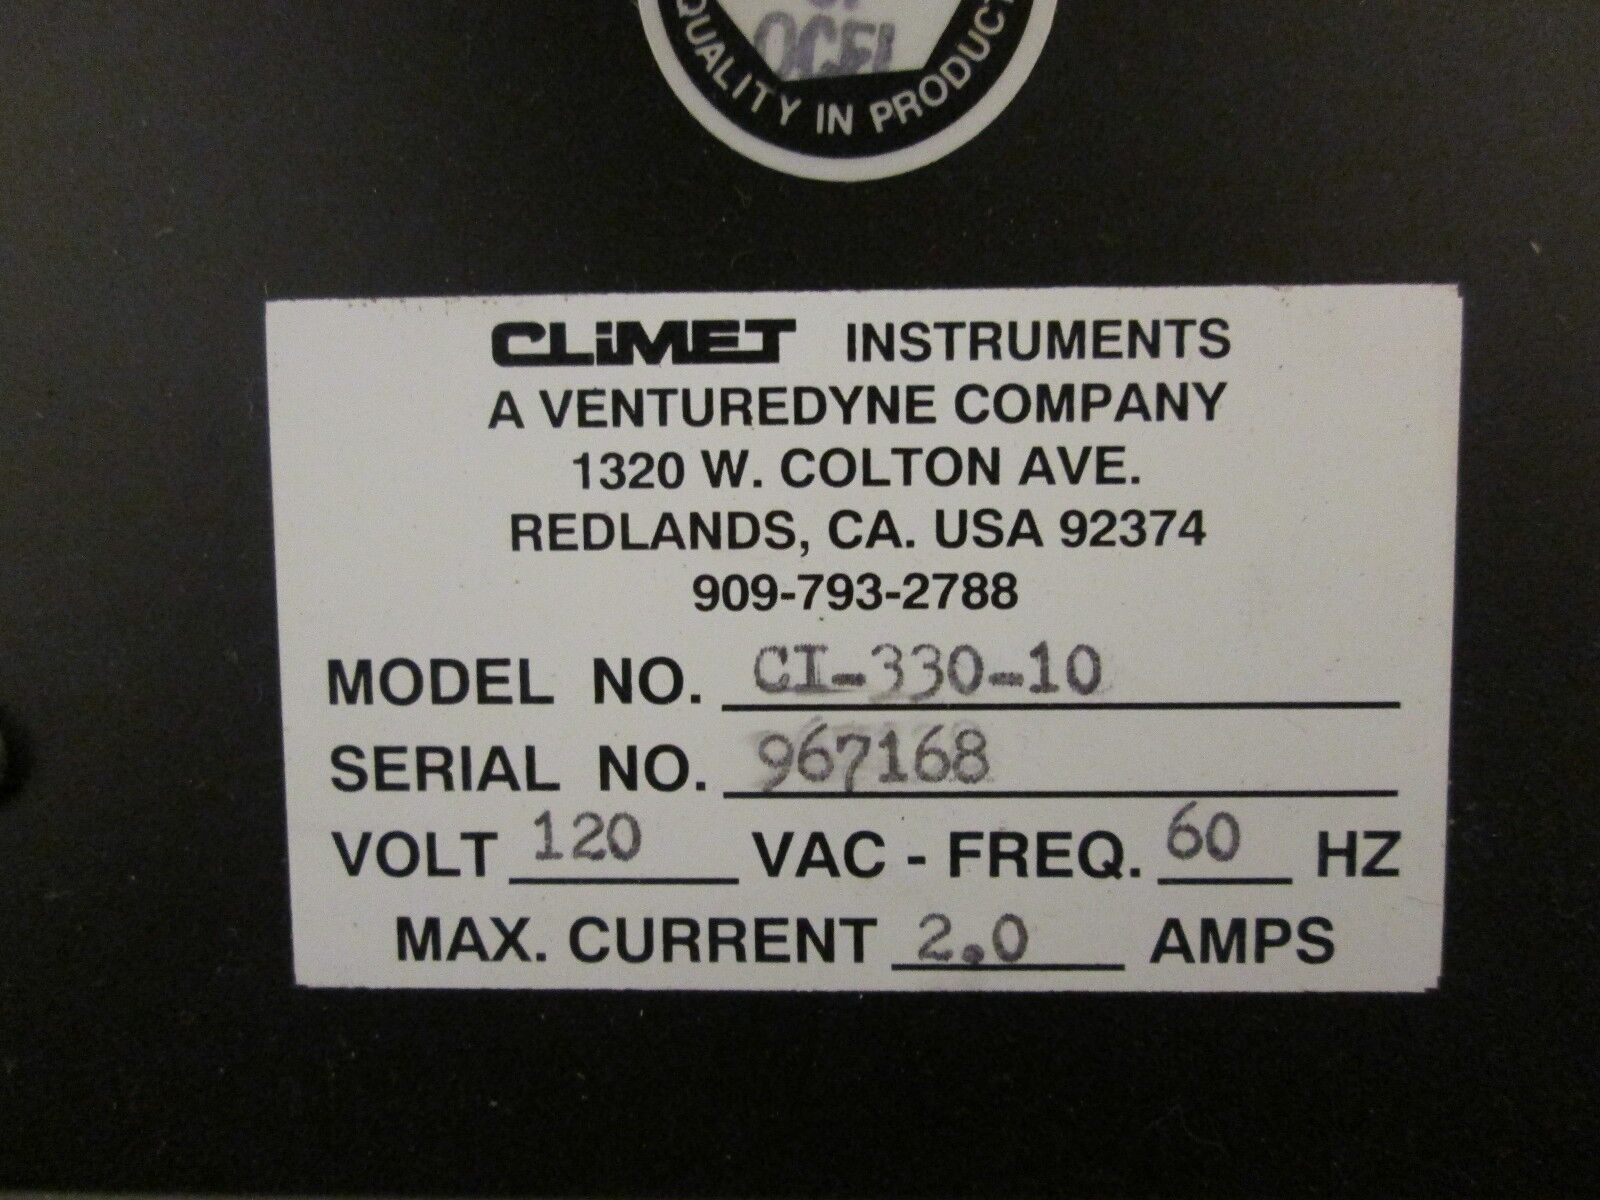 QUALITY IN PRODUCT
CLiMET INSTRUMENTS
A VENTUREDYNE COMPANY
1320 W. COLTON AVE.
REDLANDS, CA. USA 92374
909-793-2788
MODEL NO. CI-330-10
SERIAL NO. 967168
VOLT 120 VAC - FREQ. 60 HZ
MAX. CURRENT 2.0 AMPS